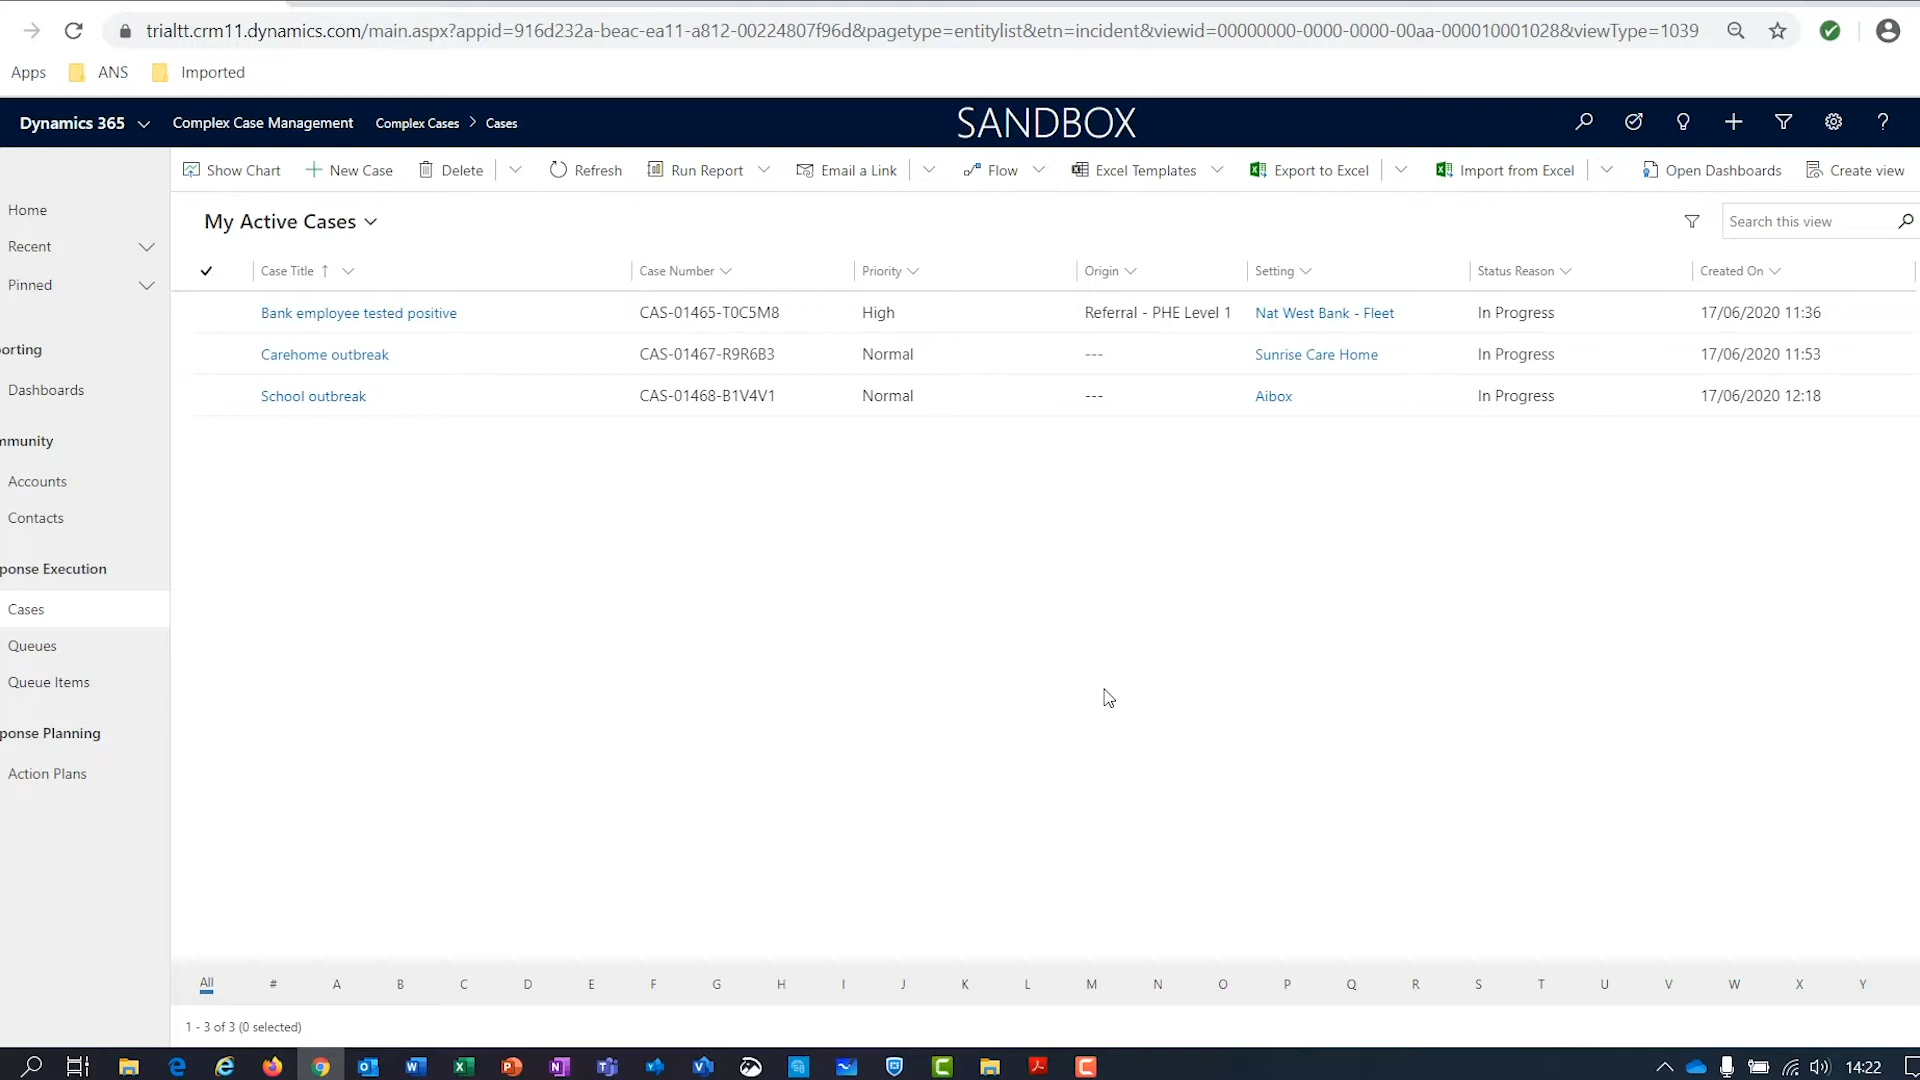 trialtt.crm11.dynamics.com/main.aspx?appid=916d232a-beac-ea11-a812-00224807f96d&pagetype=entitylist&etn=incident&viewid=00000000-0000-0000-00aa-000010001028&viewType=1039
Apps ANS Imported
Dynamics 365 Complex Case Management Complex Cases > Cases SANDBOX
Show Chart New Case Delete Refresh Run Report Email a Link Flow Excel Templates Export to Excel Import from Excel Open Dashboards Create view
My Active Cases Search this view
Case Title Case Number Priority Origin Setting Status Reason Created On
Bank employee tested positive CAS-01465-T0C5M8 High Referral - PHE Level 1 Nat West Bank - Fleet In Progress 17/06/2020 11:36
Carehome outbreak CAS-01467-R9R6B3 Normal --- Sunrise Care Home In Progress 17/06/2020 11:53
School outbreak CAS-01468-B1V4V1 Normal --- Aibox In Progress 17/06/2020 12:18
Home
Recent
Pinned
orting
Dashboards
mmunity
Accounts
Contacts
ponse Execution
Cases
Queues
Queue Items
ponse Planning
Action Plans
All # A B C D E F G H I J K L M N O P Q R S T U V W X Y
1 - 3 of 3 (0 selected)
14:22